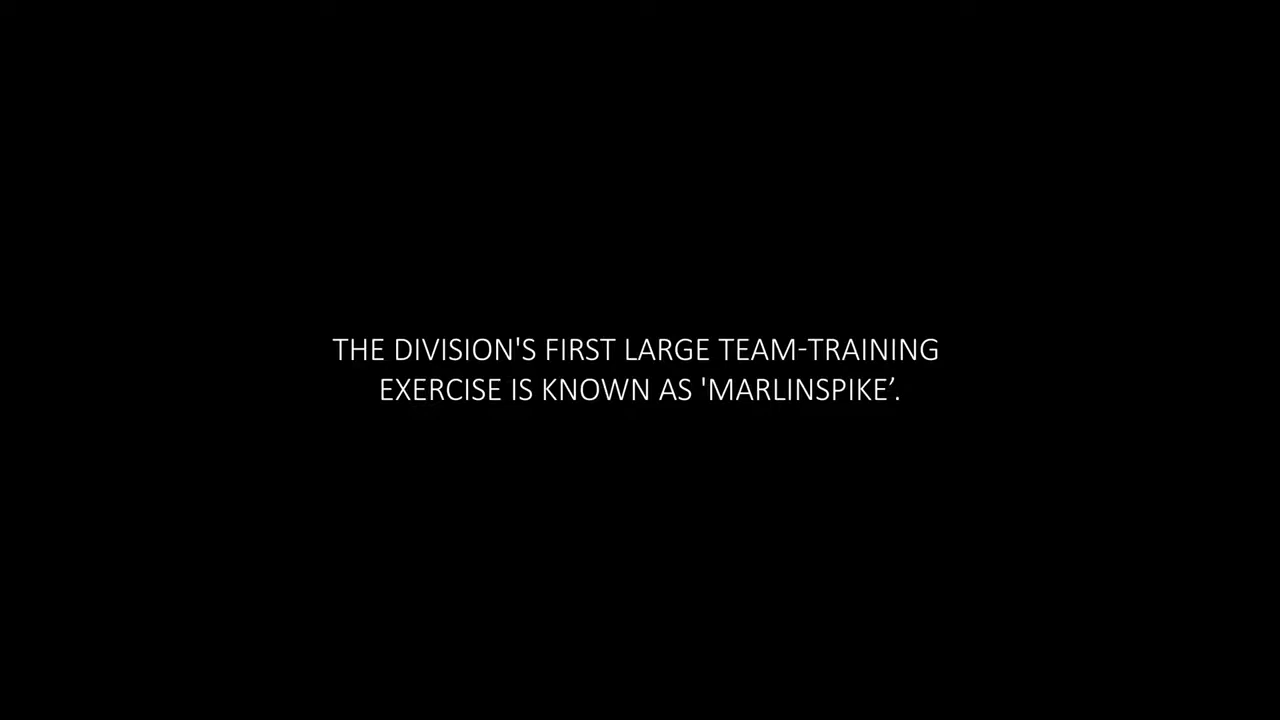 THE DIVISION'S FIRST LARGE TEAM-TRAINING
EXERCISE IS KNOWN AS 'MARLINSPIKE’.